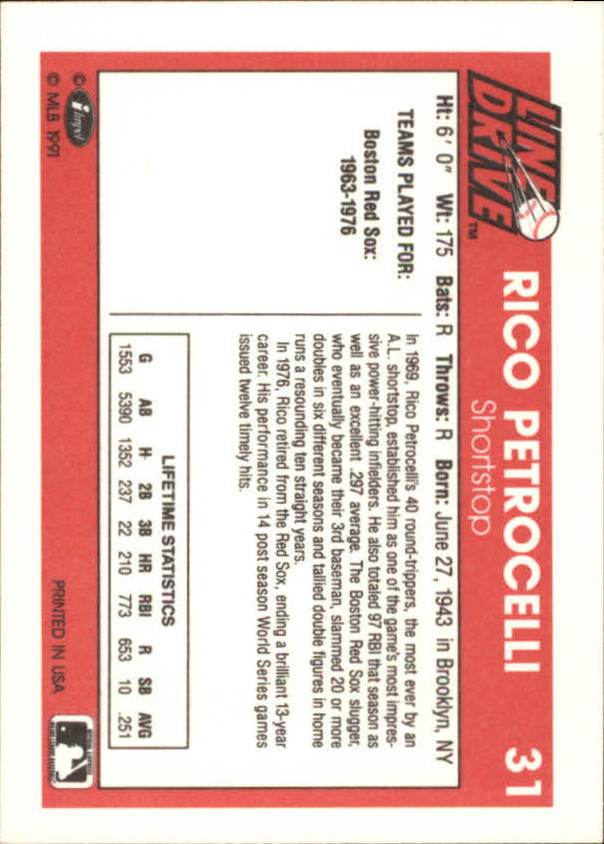 LINE
DRIVE™
RICO PETROCELLI 31
Shortstop
Ht: 6' 0" Wt: 175 Bats: R Throws: R Born: June 27, 1943 in Brooklyn, NY
TEAMS PLAYED FOR:
Boston Red Sox:
1963-1976
In 1969, Rico Petrocelli's 40 round-trippers, the most ever by an
A.L. shortstop, established him as one of the game's most impres-
sive power-hitting infielders. He also totaled 97 RBI that season as
well as an excellent .297 average. The Boston Red Sox slugger,
who eventually became their 3rd baseman, slammed 20 or more
doubles in six different seasons and tallied double figures in home
runs a resounding ten straight years.
In 1976, Rico retired from the Red Sox, ending a brilliant 13-year
career. His performance in 14 post season World Series games
issued twelve timely hits.
LIFETIME STATISTICS
G AB H 2B 3B HR RBI R SB AVG
1553 5390 1352 237 22 210 773 653 10 .251
© impel
© MLB 1991
PRINTED IN USA